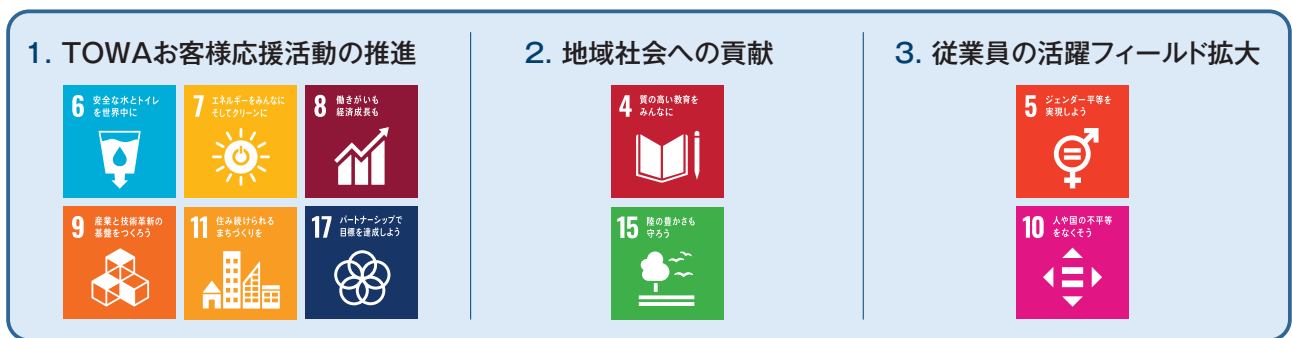 1. TOWAお客様応援活動の推進
6 安全な水とトイレ
を世界中に
7 エネルギーをみんなに
そしてクリーンに
8 働きがいも
経済成長も
9 産業と技術革新の
基盤をつくろう
11 住み続けられる
まちづくりを
17 パートナーシップで
目標を達成しよう
2. 地域社会への貢献
4 質の高い教育を
みんなに
15 陸の豊かさも
守ろう
3. 従業員の活躍フィールド拡大
5 ジェンダー平等を
実現しよう
10 人や国の不平等
をなくそう